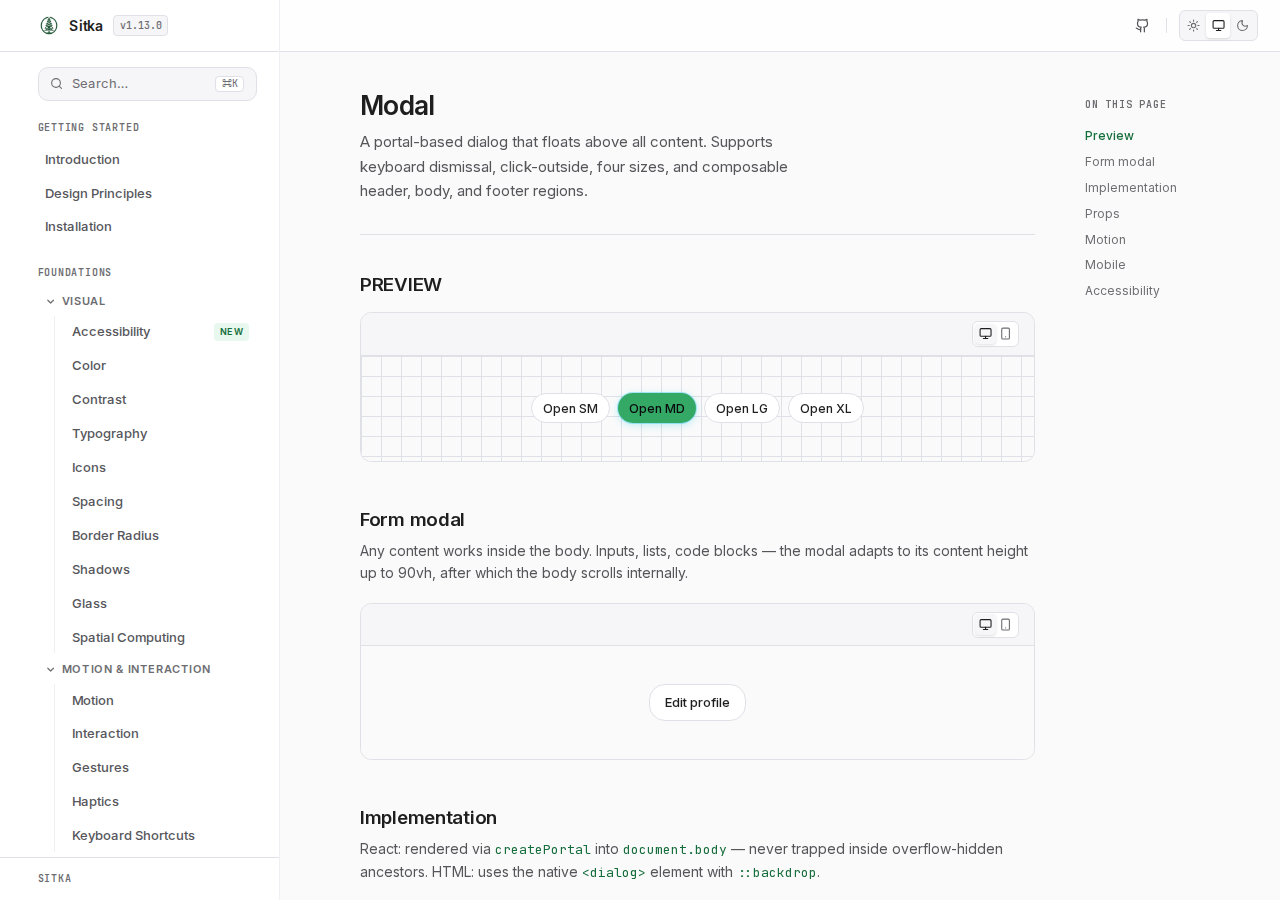 Sitka
v1.13.0
Search...
⌘K
GETTING STARTED
Introduction
Design Principles
Installation
FOUNDATIONS
VISUAL
Accessibility
NEW
Color
Contrast
Typography
Icons
Spacing
Border Radius
Shadows
Glass
Spatial Computing
MOTION & INTERACTION
Motion
Interaction
Gestures
Haptics
Keyboard Shortcuts
SITKA
Modal
A portal-based dialog that floats above all content. Supports
keyboard dismissal, click-outside, four sizes, and composable
header, body, and footer regions.
PREVIEW
Open SM
Open MD
Open LG
Open XL
Form modal
Any content works inside the body. Inputs, lists, code blocks — the modal adapts to its content height
up to 90vh, after which the body scrolls internally.
Edit profile
Implementation
React: rendered via createPortal into document.body — never trapped inside overflow-hidden
ancestors. HTML: uses the native <dialog> element with ::backdrop.
ON THIS PAGE
Preview
Form modal
Implementation
Props
Motion
Mobile
Accessibility